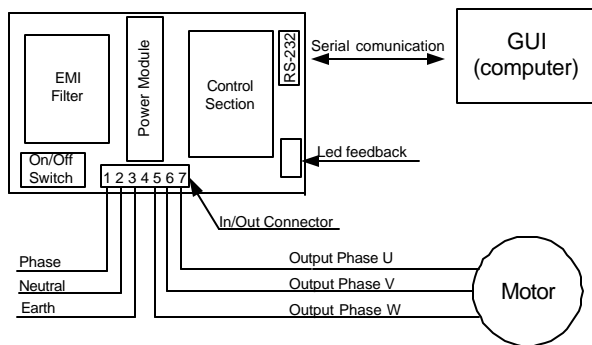 EMI
Filter
Power Module
Control
Section
RS-232
Serial comunication
GUI
(computer)
On/Off
Switch
1 2 3 4 5 6 7
Led feedback
In/Out Connector
Phase
Neutral
Earth
Output Phase U
Output Phase V
Output Phase W
Motor